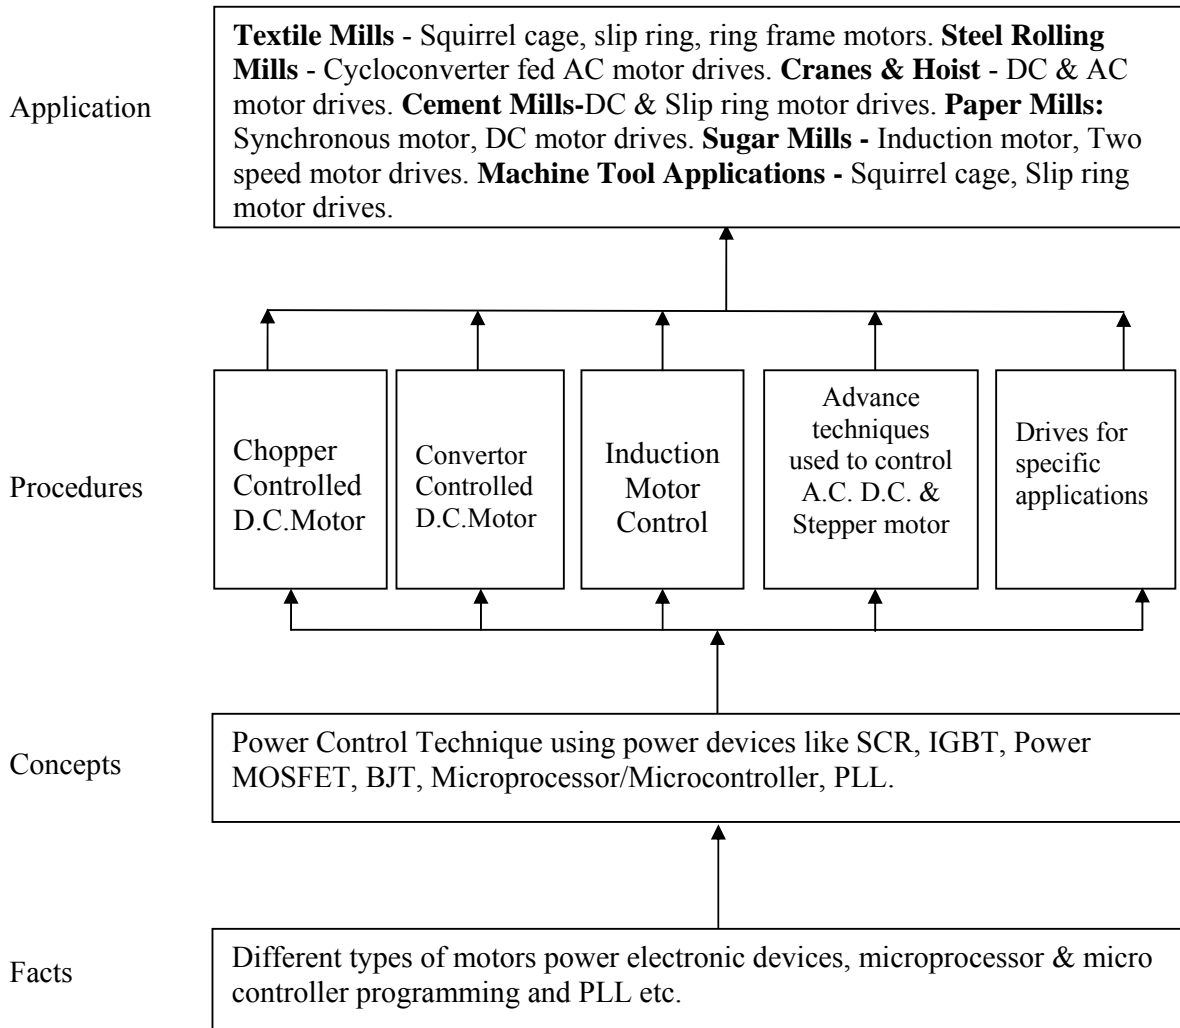 Application
Textile Mills - Squirrel cage, slip ring, ring frame motors. Steel Rolling
Mills - Cycloconverter fed AC motor drives. Cranes & Hoist - DC & AC
motor drives. Cement Mills-DC & Slip ring motor drives. Paper Mills:
Synchronous motor, DC motor drives. Sugar Mills - Induction motor, Two
speed motor drives. Machine Tool Applications - Squirrel cage, Slip ring
motor drives.
Procedures
Chopper
Controlled
D.C.Motor
Convertor
Controlled
D.C.Motor
Induction
Motor
Control
Advance
techniques
used to control
A.C. D.C. &
Stepper motor
Drives for
specific
applications
Concepts
Power Control Technique using power devices like SCR, IGBT, Power
MOSFET, BJT, Microprocessor/Microcontroller, PLL.
Facts
Different types of motors power electronic devices, microprocessor & micro
controller programming and PLL etc.